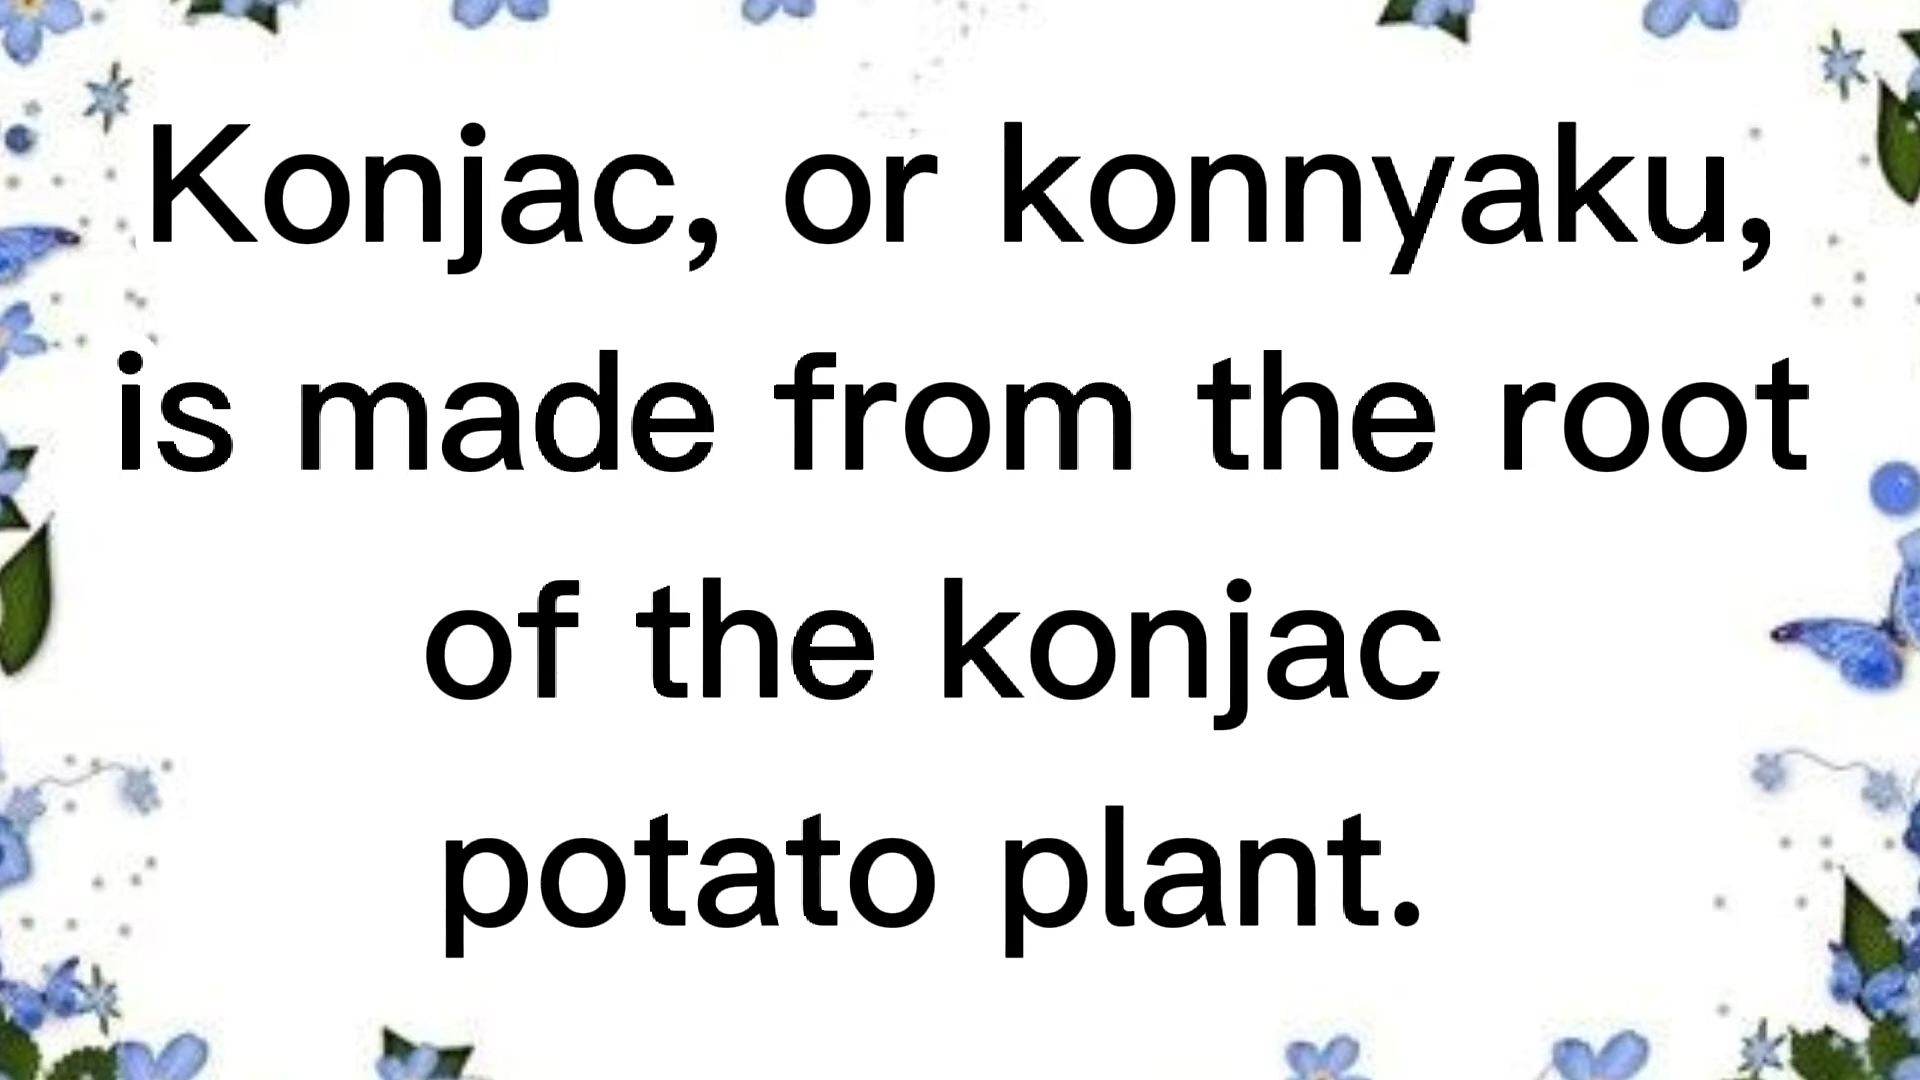 Konjac, or konnyaku,
is made from the root
of the konjac
potato plant.